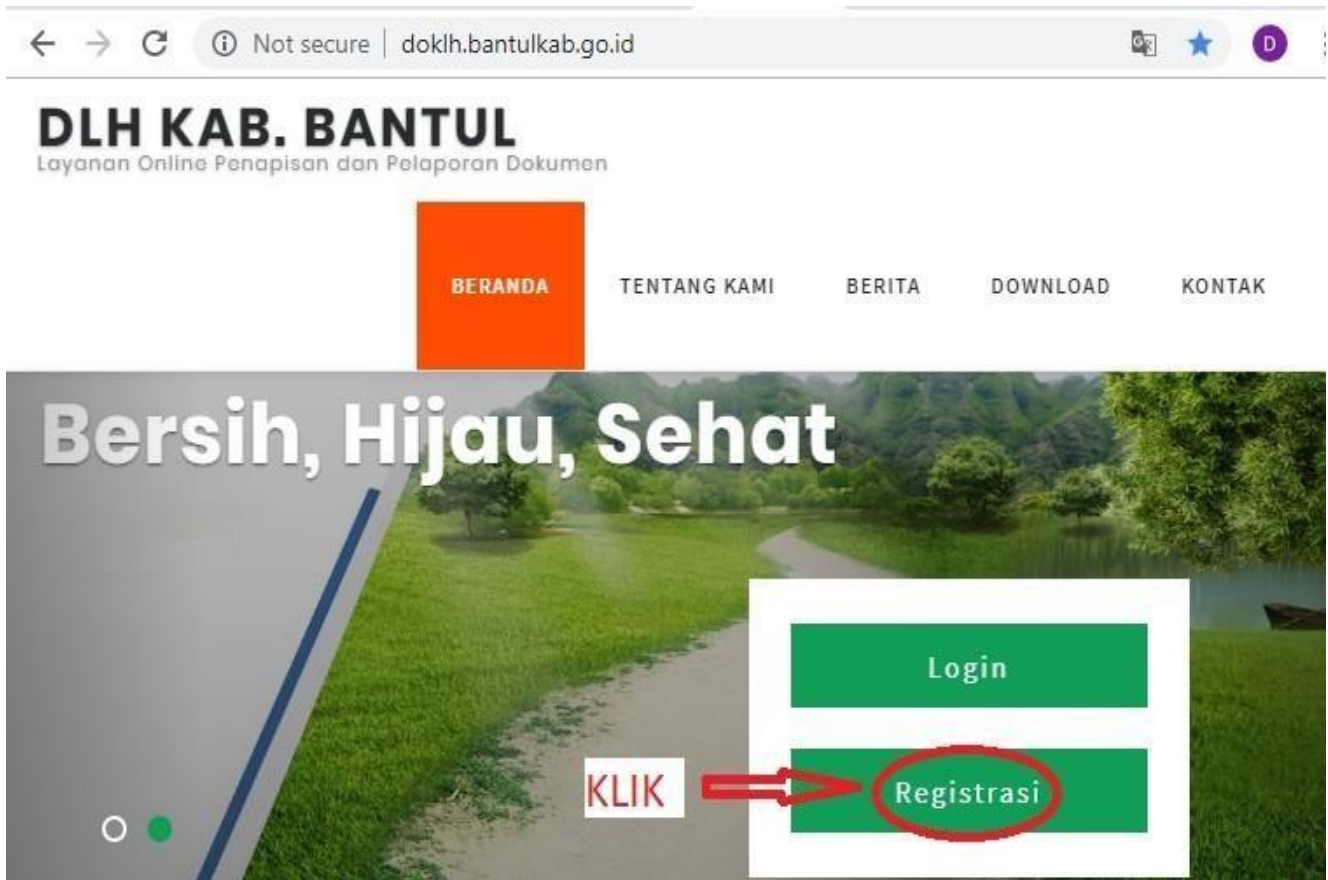 Not secure | doklh.bantulkab.go.id
D
DLH KAB. BANTUL
Layanan Online Penapisan dan Pelaporan Dokumen
BERANDA TENTANG KAMI BERITA DOWNLOAD KONTAK
Bersih, Hijau, Sehat
Login
KLIK Registrasi